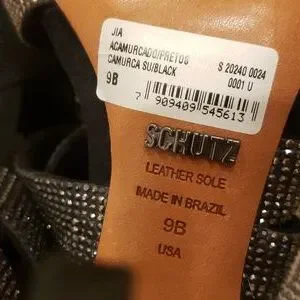 JIA
ACAMURCADO/PRETOS
CAMURCA SU/BLACK
9B
S 20240 0024
0001 U
7 909409 545613
SCHUTZ
LEATHER SOLE
MADE IN BRAZIL
9B
USA